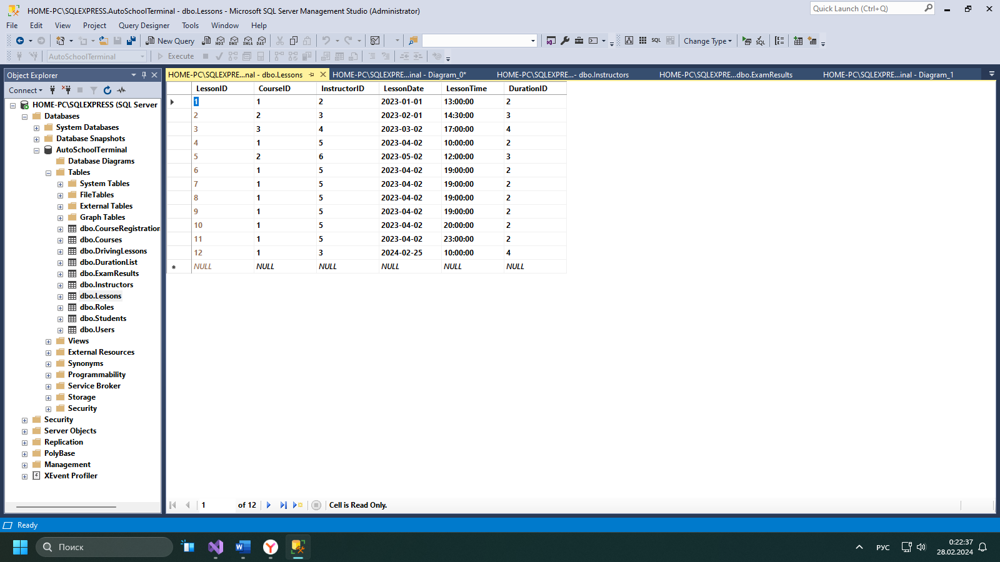 HOME-PC\SQLEXPRESS.AutoSchoolTerminal - dbo.Lessons - Microsoft SQL Server Management Studio (Administrator)
Quick Launch (Ctrl+Q)
File Edit View Project Query Designer Tools Window Help
New Query MDX DMX XMLA DAX SQL Change Type SQL
AutoSchoolTerminal Execute
Object Explorer
HOME-PC\SQLEXPRE...nal - dbo.Lessons HOME-PC\SQLEXPRE...inal - Diagram_0* HOME-PC\SQLEXPRE...- dbo.Instructors HOME-PC\SQLEXPRE...dbo.ExamResults HOME-PC\SQLEXPRE...inal - Diagram_1
Connect
HOME-PC\SQLEXPRESS (SQL Server
Databases
System Databases
Database Snapshots
AutoSchoolTerminal
Database Diagrams
Tables
System Tables
FileTables
External Tables
Graph Tables
dbo.CourseRegistration
dbo.Courses
dbo.DrivingLessons
dbo.DurationList
dbo.ExamResults
dbo.Instructors
dbo.Lessons
dbo.Roles
dbo.Students
dbo.Users
Views
External Resources
Synonyms
Programmability
Service Broker
Storage
Security
Security
Server Objects
Replication
PolyBase
Management
XEvent Profiler
LessonID CourseID InstructorID LessonDate LessonTime DurationID
1 1 2 2023-01-01 13:00:00 2
2 2 3 2023-02-01 14:30:00 3
3 3 4 2023-03-02 17:00:00 4
4 1 5 2023-04-02 10:00:00 2
5 2 6 2023-05-02 12:00:00 3
6 1 5 2023-04-02 19:00:00 2
7 1 5 2023-04-02 19:00:00 2
8 1 5 2023-04-02 19:00:00 2
9 1 5 2023-04-02 19:00:00 2
10 1 5 2023-04-02 20:00:00 2
11 1 5 2023-04-02 23:00:00 2
12 1 3 2024-02-25 10:00:00 4
NULL NULL NULL NULL NULL NULL
1 of 12 Cell is Read Only.
Ready
Поиск
РУС
0:22:37
28.02.2024